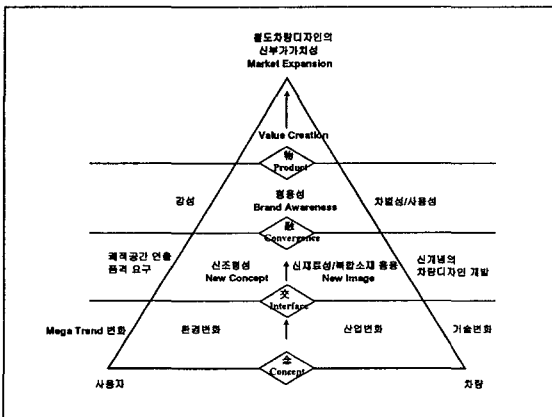 철도차량디자인의
신부가가치성
Market Expansion
Value Creation
物
Product
감성
형용성
차별성/사용성
Brand Awareness
融
Convergence
쾌적공간 연출
품격 요구
신조형성
New Concept
신재료성/복합소재 흡용
New Image
신개념의
차량디자인 개발
交
Interface
Mega Trend 변화
환경변화
산업변화
기술변화
念
Concept
사용자
차량